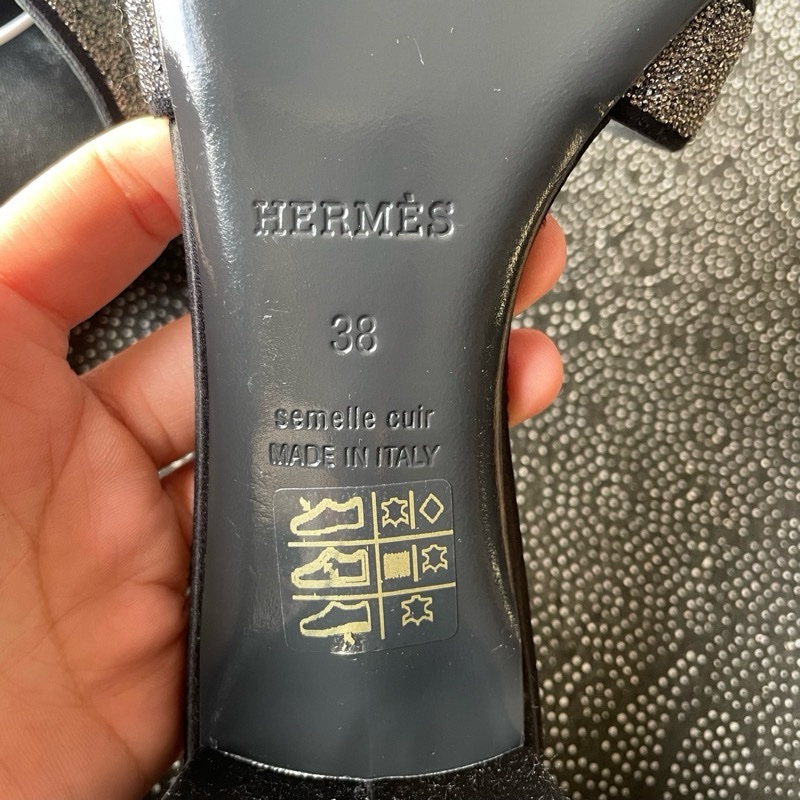 HERMÈS
38
semelle cuir
MADE IN ITALY